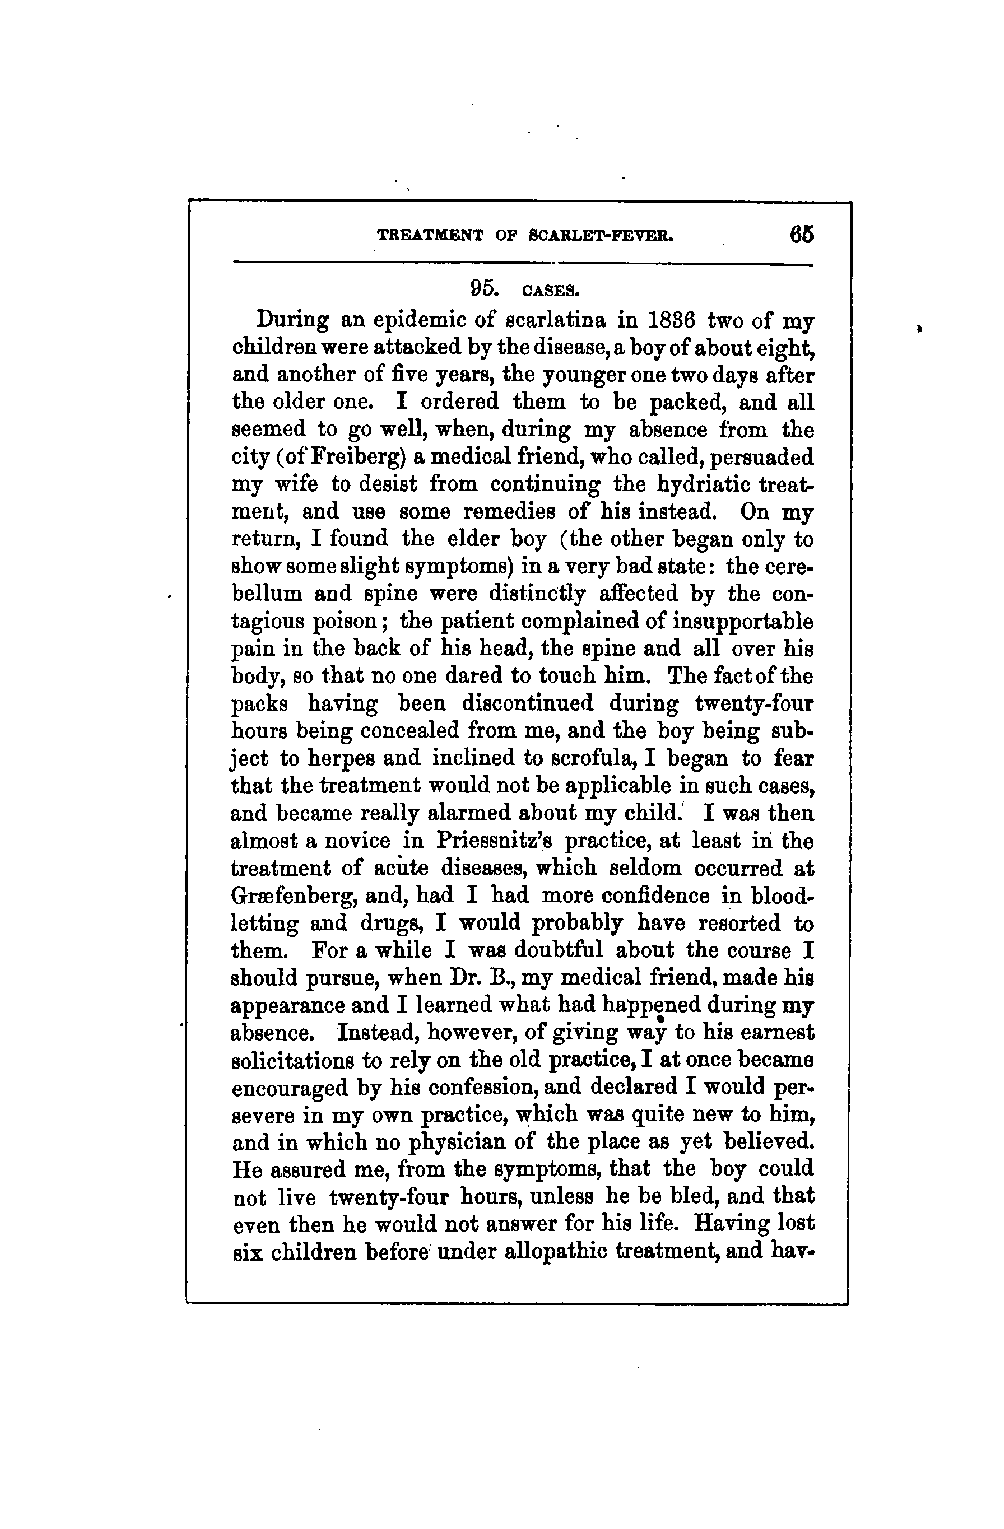 TREATMENT OF SCARLET-FEVER. 65
95. CASES.
During an epidemic of scarlatina in 1836 two of my
children were attacked by the disease, a boy of about eight,
and another of five years, the younger one two days after
the older one. I ordered them to be packed, and all
seemed to go well, when, during my absence from the
city (of Freiberg) a medical friend, who called, persuaded
my wife to desist from continuing the hydriatic treat-
ment, and use some remedies of his instead. On my
return, I found the elder boy (the other began only to
show some slight symptoms) in a very bad state: the cere-
bellum and spine were distinctly affected by the con-
tagious poison; the patient complained of insupportable
pain in the back of his head, the spine and all over his
body, so that no one dared to touch him. The fact of the
packs having been discontinued during twenty-four
hours being concealed from me, and the boy being sub-
ject to herpes and inclined to scrofula, I began to fear
that the treatment would not be applicable in such cases,
and became really alarmed about my child. I was then
almost a novice in Priessnitz's practice, at least in the
treatment of acute diseases, which seldom occurred at
Græfenberg, and, had I had more confidence in blood-
letting and drugs, I would probably have resorted to
them. For a while I was doubtful about the course I
should pursue, when Dr. B., my medical friend, made his
appearance and I learned what had happened during my
absence. Instead, however, of giving way to his earnest
solicitations to rely on the old practice, I at once became
encouraged by his confession, and declared I would per-
severe in my own practice, which was quite new to him,
and in which no physician of the place as yet believed.
He assured me, from the symptoms, that the boy could
not live twenty-four hours, unless he be bled, and that
even then he would not answer for his life. Having lost
six children before under allopathic treatment, and hav-